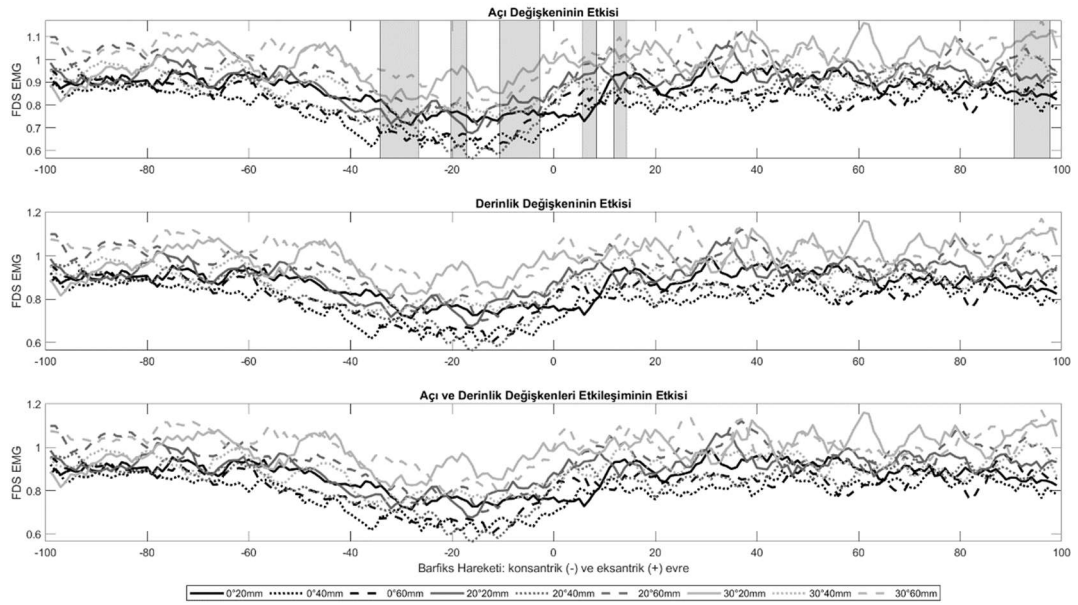 Açı Değişkeninin Etkisi
FDS EMG
1.1
1
0.9
0.8
0.7
0.6
-100 -80 -60 -40 -20 0 20 40 60 80 100
Derinlik Değişkeninin Etkisi
FDS EMG
1.2
1
0.8
0.6
-100 -80 -60 -40 -20 0 20 40 60 80 100
Açı ve Derinlik Değişkenleri Etkileşiminin Etkisi
FDS EMG
1.2
1
0.8
0.6
-100 -80 -60 -40 -20 0 20 40 60 80 100
Barfiks Hareketi: konsantrik (-) ve eksantrik (+) evre
0°20mm 0°40mm 0°60mm 20°20mm 20°40mm 20°60mm 30°20mm 30°40mm 30°60mm